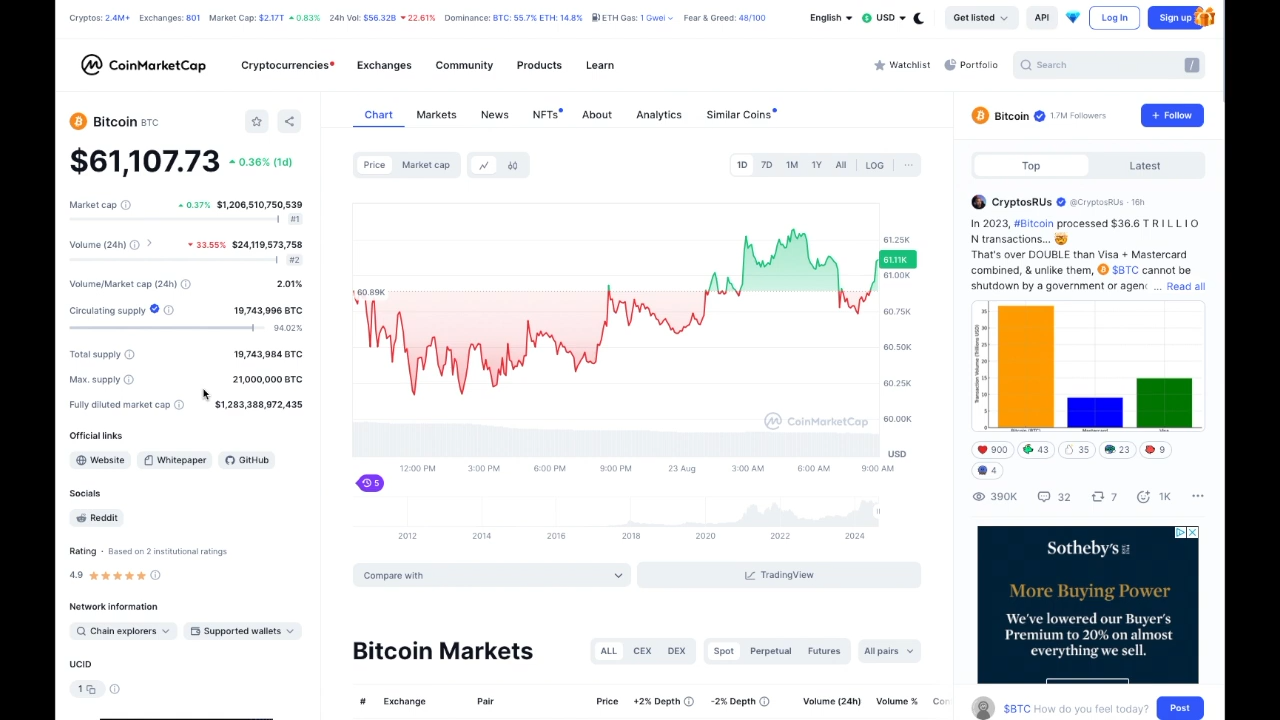 Cryptos: 2.4M+ Exchanges: 801 Market Cap: $2.17T 0.83% 24h Vol: $56.32B 22.61% Dominance: BTC: 55.7% ETH: 14.8% ETH Gas: 1 Gwei Fear & Greed: 48/100 English USD Get listed API Log In Sign up
CoinMarketCap Cryptocurrencies Exchanges Community Products Learn Watchlist Portfolio Search /
Bitcoin BTC
$61,107.73 0.36% (1d)
Market cap 0.37% $1,206,510,750,539
#1
Volume (24h) 33.55% $24,119,573,758
#2
Volume/Market cap (24h) 2.01%
Circulating supply 19,743,996 BTC
94.02%
Total supply 19,743,984 BTC
Max. supply 21,000,000 BTC
Fully diluted market cap $1,283,388,972,435
Official links
Website Whitepaper GitHub
Socials
Reddit
Rating · Based on 2 institutional ratings
4.9
Network information
Chain explorers Supported wallets
UCID
1
Chart Markets News NFTs About Analytics Similar Coins
Price Market cap 1D 7D 1M 1Y All LOG ...
61.25K
61.11K
61.00K
60.89K
60.75K
60.50K
60.25K
60.00K
CoinMarketCap
USD
12:00 PM 3:00 PM 6:00 PM 9:00 PM 23 Aug 3:00 AM 6:00 AM 9:00 AM
5
2012 2014 2016 2018 2020 2022 2024
Compare with TradingView
Bitcoin Markets ALL CEX DEX Spot Perpetual Futures All pairs
# Exchange Pair Price +2% Depth -2% Depth Volume (24h) Volume %
Bitcoin 1.7M Followers + Follow
Top Latest
CryptosRUs @CryptosRUs · 16h
In 2023, #Bitcoin processed $36.6 T R I L L I O
N transactions...
That's over DOUBLE than Visa + Mastercard
combined, & unlike them, $BTC cannot be
shutdown by a government or agenc ... Read all
Transaction Volume (Trillions USD)
35
30
25
20
15
10
5
0
900 43 35 23 9
4
390K 32 7 1K ...
Sotheby's
More Buying Power
We've lowered our Buyer's
Premium to 20% on almost
everything we sell.
$BTC How do you feel today? Post